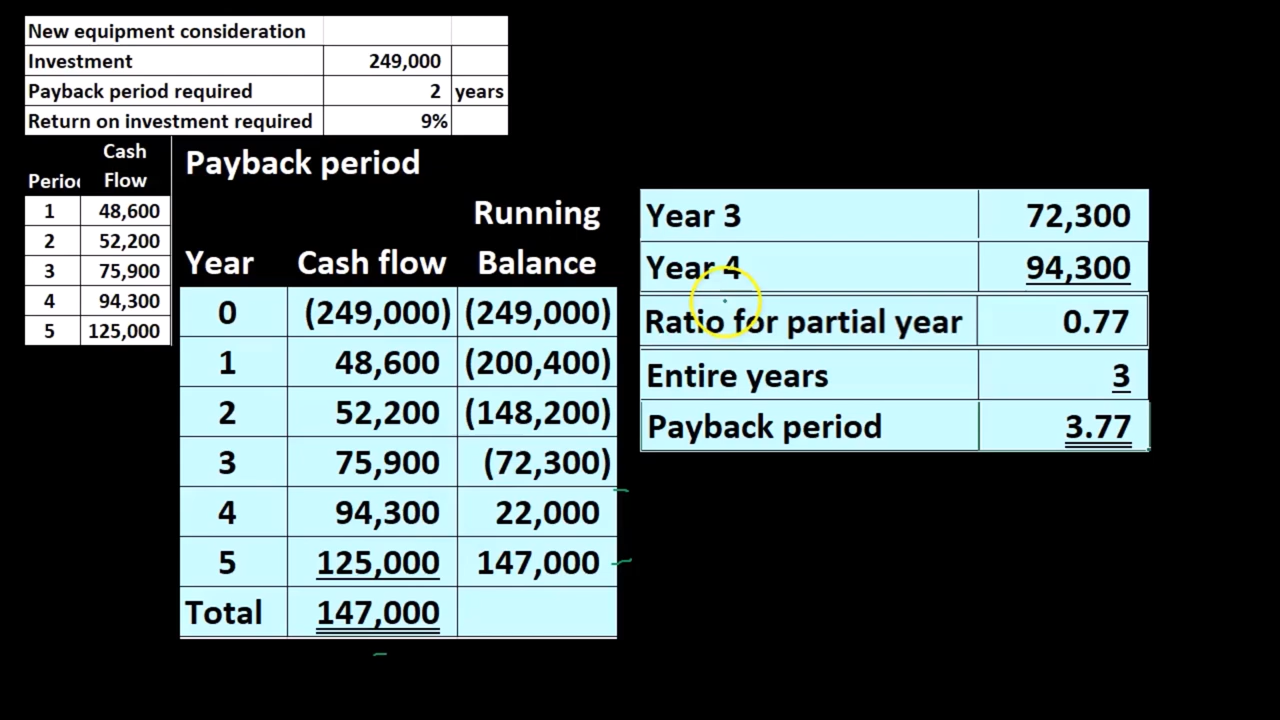 New equipment consideration
Investment 249,000
Payback period required 2 years
Return on investment required 9%
Cash
Perio Flow
1 48,600
2 52,200
3 75,900
4 94,300
5 125,000
Payback period
Running
Year Cash flow Balance
0 (249,000) (249,000)
1 48,600 (200,400)
2 52,200 (148,200)
3 75,900 (72,300)
4 94,300 22,000
5 125,000 147,000
Total 147,000
Year 3 72,300
Year 4 94,300
Ratio for partial year 0.77
Entire years 3
Payback period 3.77